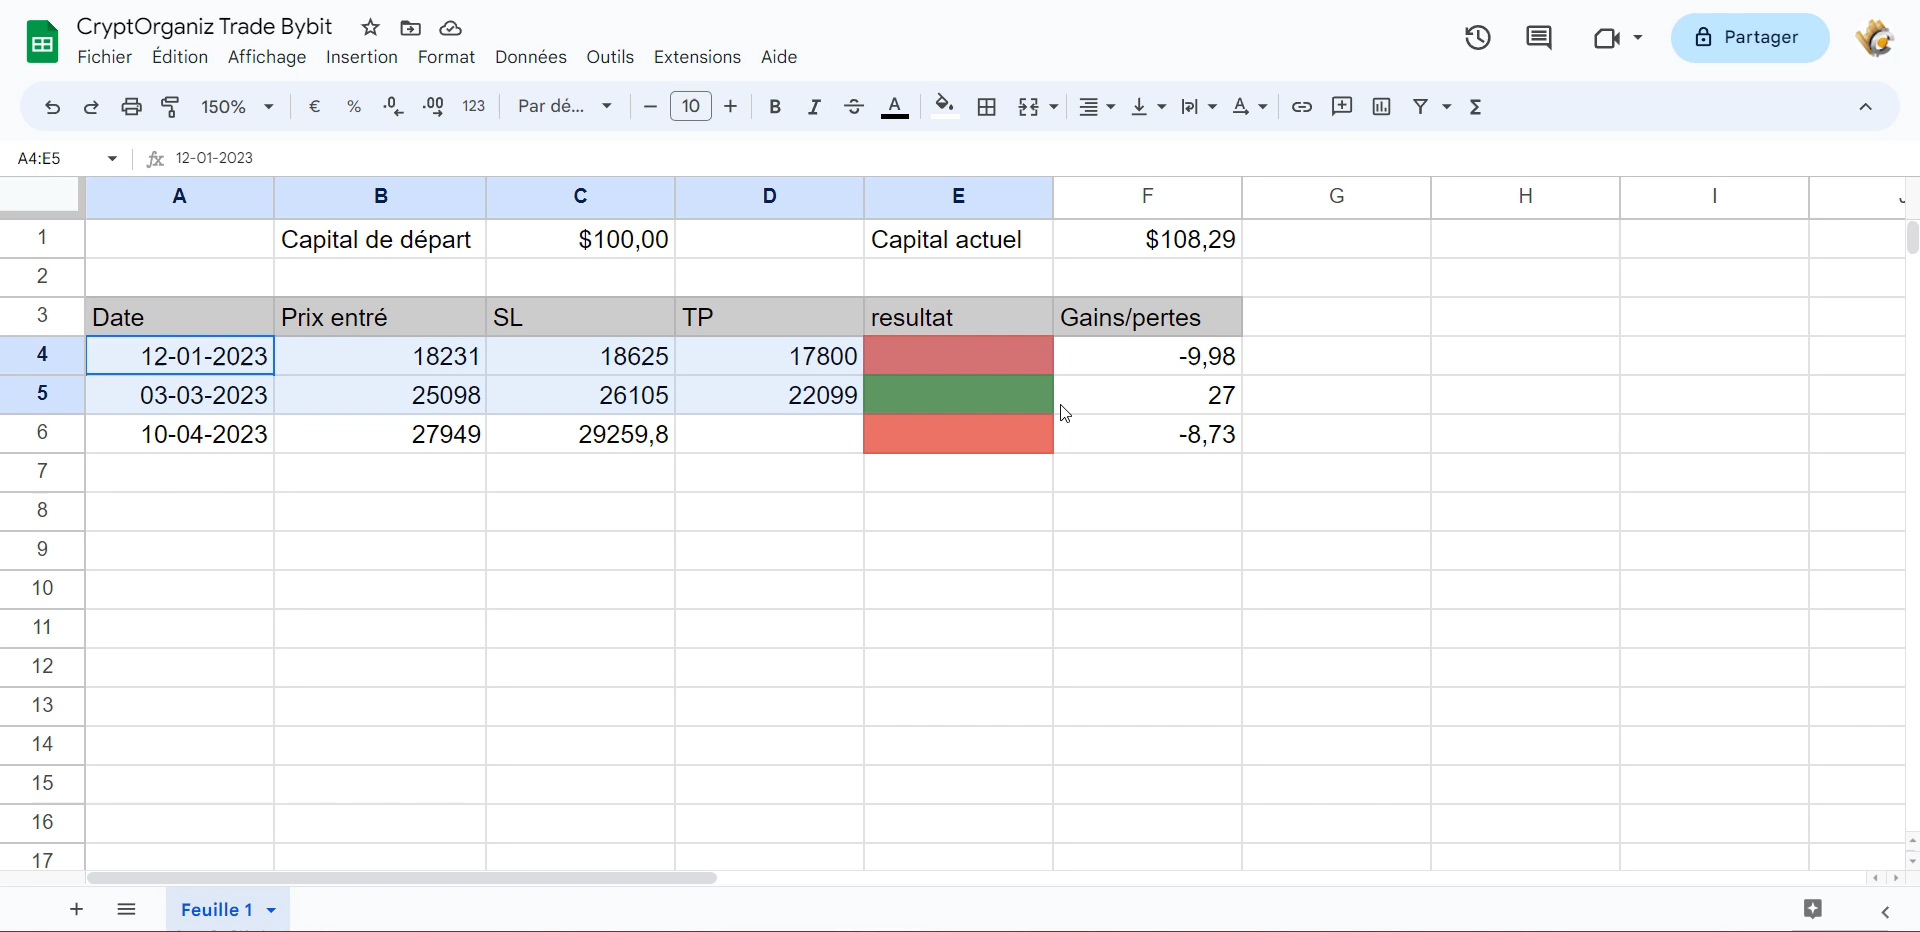 CryptOrganiz Trade Bybit
Fichier Édition Affichage Insertion Format Données Outils Extensions Aide
Partager
150% € % .0 .00 123 Par dé... 10 B I A Σ
A4:E5 fx 12-01-2023
A B C D E F G H I
1 Capital de départ $100,00 Capital actuel $108,29
2
3 Date Prix entré SL TP resultat Gains/pertes
4 12-01-2023 18231 18625 17800 -9,98
5 03-03-2023 25098 26105 22099 27
6 10-04-2023 27949 29259,8 -8,73
7
8
9
10
11
12
13
14
15
16
17
Feuille 1